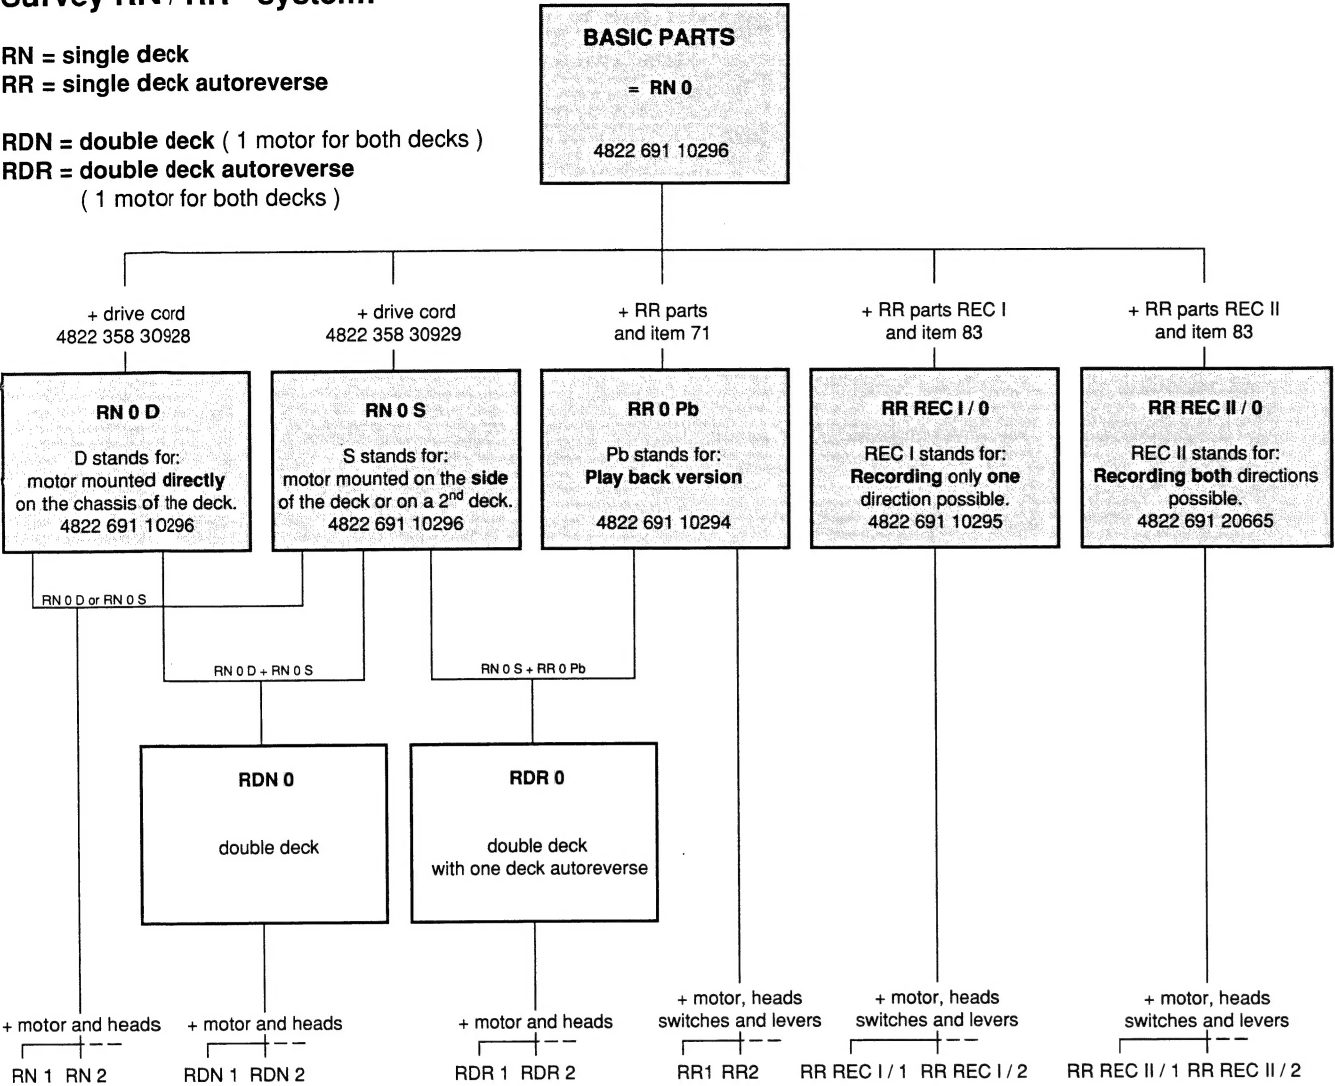 Survey RN / RR - system..
RN = single deck
RR = single deck autoreverse
RDN = double deck ( 1 motor for both decks )
RDR = double deck autoreverse
( 1 motor for both decks )
BASIC PARTS
= RN 0
4822 691 10296
+ drive cord
4822 358 30928
+ drive cord
4822 358 30929
+ RR parts
and item 71
+ RR parts REC I
and item 83
+ RR parts REC II
and item 83
RN 0 D
D stands for:
motor mounted directly
on the chassis of the deck.
4822 691 10296
RN 0 S
S stands for:
motor mounted on the side
of the deck or on a 2nd deck.
4822 691 10296
RR 0 Pb
Pb stands for:
Play back version
4822 691 10294
RR REC I / 0
REC I stands for:
Recording only one
direction possible.
4822 691 10295
RR REC II / 0
REC II stands for:
Recording both directions
possible.
4822 691 20665
RN 0 D or RN 0 S
RN 0 D + RN 0 S
RN 0 S + RR 0 Pb
RDN 0
double deck
RDR 0
double deck
with one deck autoreverse
+ motor and heads
RN 1 RN 2
+ motor and heads
RDN 1 RDN 2
+ motor and heads
RDR 1 RDR 2
+ motor, heads
switches and levers
RR1 RR2
+ motor, heads
switches and levers
RR REC I / 1 RR REC I / 2
+ motor, heads
switches and levers
RR REC II / 1 RR REC II / 2